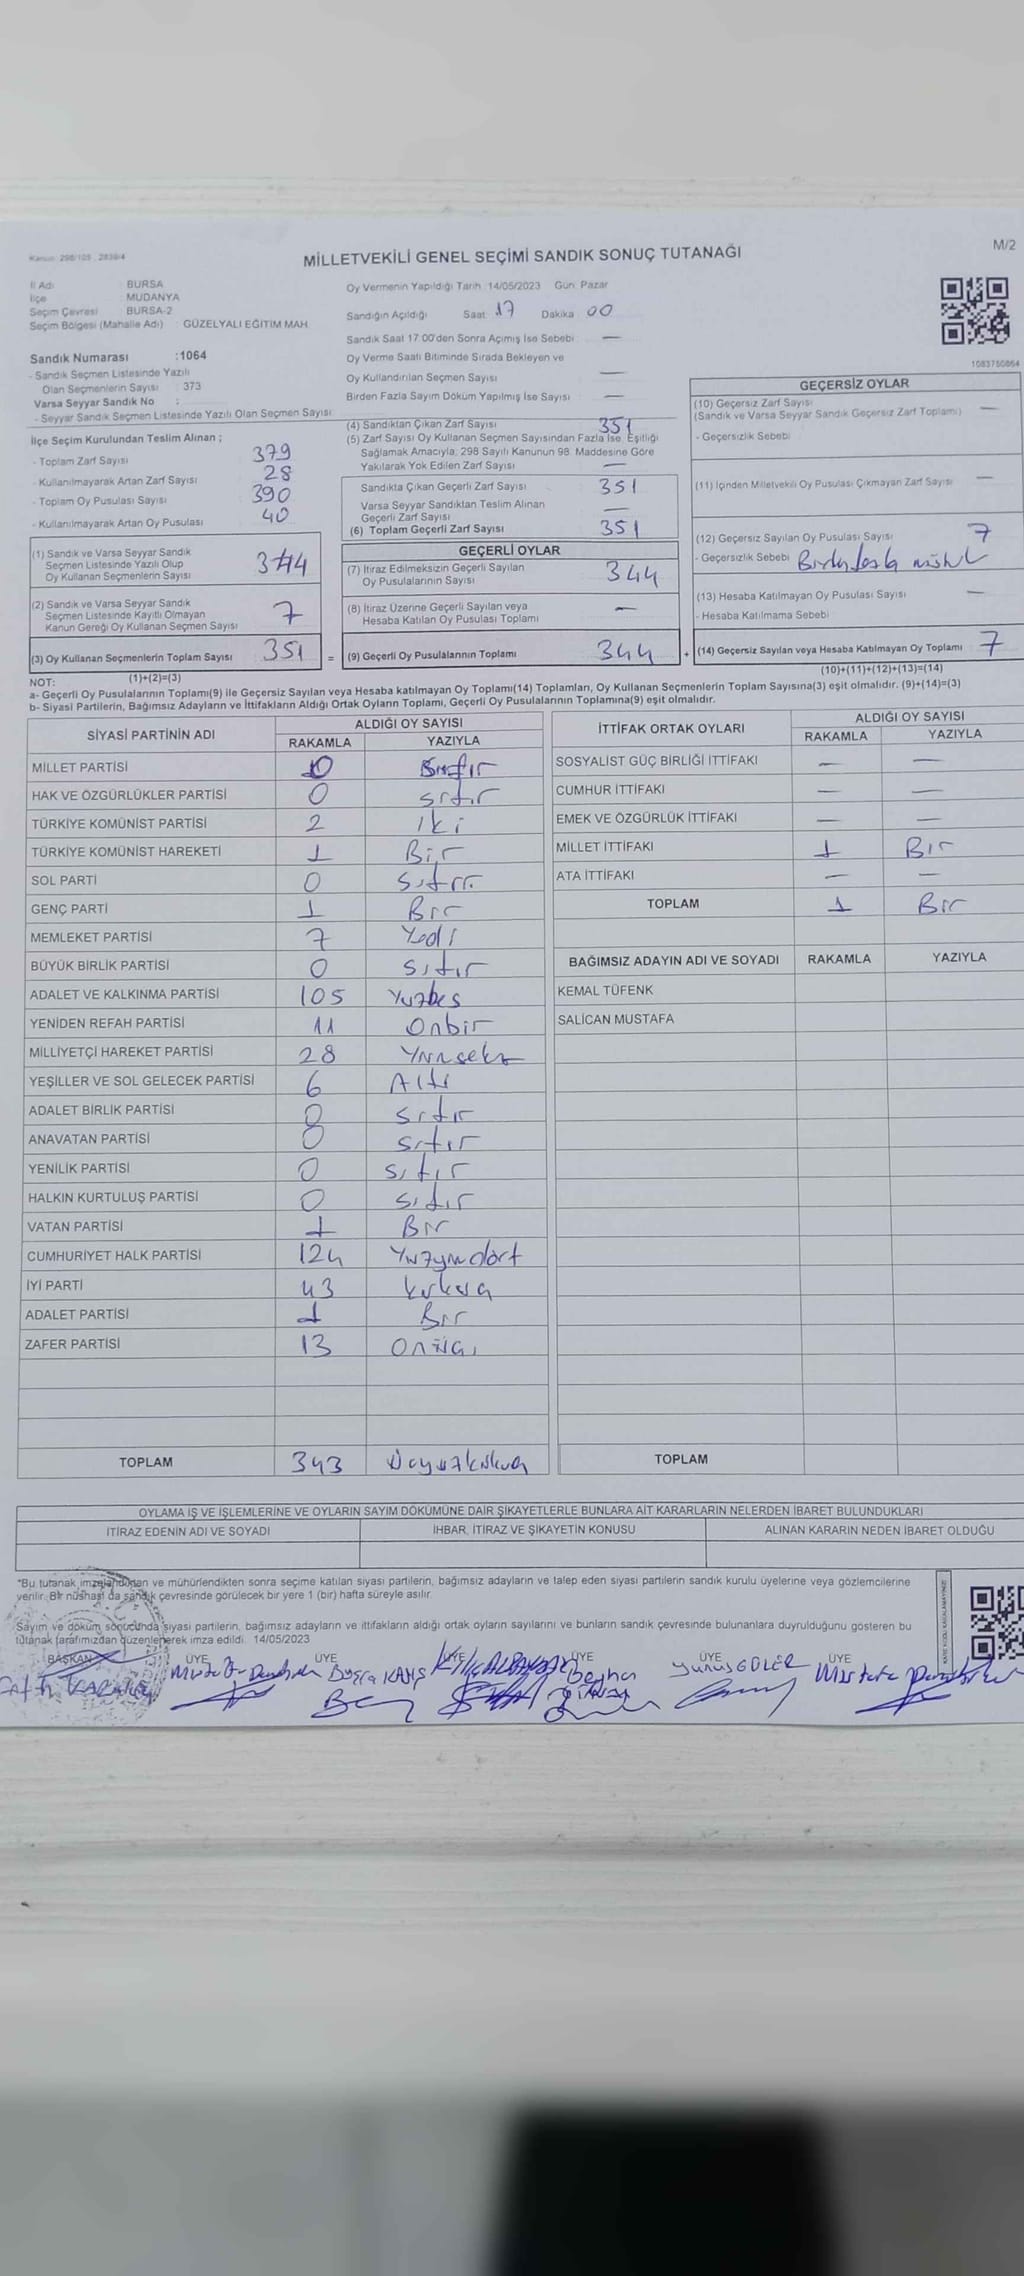 Kanun: 298/105 , 2839/4
MİLLETVEKİLİ GENEL SEÇİMİ SANDIK SONUÇ TUTANAĞI
M/2
İl Adı : BURSA
İlçe : MUDANYA
Seçim Çevresi : BURSA-2
Seçim Bölgesi (Mahalle Adı) : GÜZELYALI EĞİTİM MAH.
Sandık Numarası :1064
- Sandık Seçmen Listesinde Yazılı
Olan Seçmenlerin Sayısı : 373
Varsa Seyyar Sandık No :
- Seyyar Sandık Seçmen Listesinde Yazılı Olan Seçmen Sayısı :
İlçe Seçim Kurulundan Teslim Alınan ;
- Toplam Zarf Sayısı 379
- Kullanılmayarak Artan Zarf Sayısı 28
- Toplam Oy Pusulası Sayısı 390
- Kullanılmayarak Artan Oy Pusulası 40
(1) Sandık ve Varsa Seyyar Sandık
Seçmen Listesinde Yazılı Olup
Oy Kullanan Seçmenlerin Sayısı 344
(2) Sandık ve Varsa Seyyar Sandık
Seçmen Listesinde Kayıtlı Olmayan
Kanun Gereği Oy Kullanan Seçmen Sayısı 7
(3) Oy Kullanan Seçmenlerin Toplam Sayısı 351 =
(1)+(2)=(3)
Oy Vermenin Yapıldığı Tarih :14/05/2023 Gün: Pazar
Sandığın Açıldığı Saat: 17 Dakika: 00
Sandık Saat 17:00'den Sonra Açımış İse Sebebi : —
Oy Verme Saati Bitiminde Sırada Bekleyen ve
Oy Kullandırılan Seçmen Sayısı : —
Birden Fazla Sayım Döküm Yapılmış İse Sayısı : —
(4) Sandıktan Çıkan Zarf Sayısı 351
(5) Zarf Sayısı Oy Kullanan Seçmen Sayısından Fazla İse, Eşitliği
Sağlamak Amacıyla; 298 Sayılı Kanunun 98. Maddesine Göre
Yakılarak Yok Edilen Zarf Sayısı —
Sandıkta Çıkan Geçerli Zarf Sayısı 351
Varsa Seyyar Sandıktan Teslim Alınan
Geçerli Zarf Sayısı —
(6) Toplam Geçerli Zarf Sayısı 351
GEÇERLİ OYLAR
(7) İtiraz Edilmeksizin Geçerli Sayılan
Oy Pusulalarının Sayısı 344
(8) İtiraz Üzerine Geçerli Sayılan veya
Hesaba Katılan Oy Pusulası Toplamı —
(9) Geçerli Oy Pusulalarının Toplamı 344 +
1083750864
GEÇERSİZ OYLAR
(10) Geçersiz Zarf Sayısı
(Sandık ve Varsa Seyyar Sandık Geçersiz Zarf Toplamı) —
- Geçersizlik Sebebi :
(11) İçinden Milletvekili Oy Pusulası Çıkmayan Zarf Sayısı —
(12) Geçersiz Sayılan Oy Pusulası Sayısı 7
- Geçersizlik Sebebi : Birden fazla mühür
(13) Hesaba Katılmayan Oy Pusulası Sayısı —
- Hesaba Katılmama Sebebi :
(14) Geçersiz Sayılan veya Hesaba Katılmayan Oy Toplamı 7
(10)+(11)+(12)+(13)=(14)
NOT:
a- Geçerli Oy Pusulalarının Toplamı(9) ile Geçersiz Sayılan veya Hesaba katılmayan Oy Toplamı(14) Toplamları, Oy Kullanan Seçmenlerin Toplam Sayısına(3) eşit olmalıdır. (9)+(14)=(3)
b- Siyasi Partilerin, Bağımsız Adayların ve İttifakların Aldığı Ortak Oyların Toplamı, Geçerli Oy Pusulalarının Toplamına(9) eşit olmalıdır.
SİYASİ PARTİNİN ADI ALDIĞI OY SAYISI
RAKAMLA YAZIYLA
MİLLET PARTİSİ 0 Sıfır
HAK VE ÖZGÜRLÜKLER PARTİSİ 0 sıfır
TÜRKİYE KOMÜNİST PARTİSİ 2 iki
TÜRKİYE KOMÜNİST HAREKETİ 1 Bir
SOL PARTİ 0 Sıfır
GENÇ PARTİ 1 Bir
MEMLEKET PARTİSİ 7 Yedi
BÜYÜK BİRLİK PARTİSİ 0 sıfır
ADALET VE KALKINMA PARTİSİ 105 Yüzbeş
YENİDEN REFAH PARTİSİ 11 Onbir
MİLLİYETÇİ HAREKET PARTİSİ 28 Yirmisekiz
YEŞİLLER VE SOL GELECEK PARTİSİ 6 Altı
ADALET BİRLİK PARTİSİ 0 sıfır
ANAVATAN PARTİSİ 0 sıfır
YENİLİK PARTİSİ 0 sıfır
HALKIN KURTULUŞ PARTİSİ 0 sıfır
VATAN PARTİSİ 1 Bir
CUMHURİYET HALK PARTİSİ 124 Yüzyirmidört
İYİ PARTİ 43 kırküç
ADALET PARTİSİ 1 Bir
ZAFER PARTİSİ 13 Onüç
TOPLAM 343 Üçyüzkırküç
İTTİFAK ORTAK OYLARI ALDIĞI OY SAYISI
RAKAMLA YAZIYLA
SOSYALİST GÜÇ BİRLİĞİ İTTİFAKI — —
CUMHUR İTTİFAKI — —
EMEK VE ÖZGÜRLÜK İTTİFAKI — —
MİLLET İTTİFAKI 1 Bir
ATA İTTİFAKI — —
TOPLAM 1 Bir
BAĞIMSIZ ADAYIN ADI VE SOYADI RAKAMLA YAZIYLA
KEMAL TÜFENK
SALİCAN MUSTAFA
TOPLAM
OYLAMA İŞ VE İŞLEMLERİNE VE OYLARIN SAYIM DÖKÜMÜNE DAİR ŞİKAYETLERLE BUNLARA AİT KARARLARIN NELERDEN İBARET BULUNDUKLARI
İTİRAZ EDENİN ADI VE SOYADI İHBAR, İTİRAZ VE ŞİKAYETİN KONUSU ALINAN KARARIN NEDEN İBARET OLDUĞU
*Bu tutanak imzalandıktan ve mühürlendikten sonra seçime katılan siyasi partilerin, bağımsız adayların ve talep eden siyasi partilerin sandık kurulu üyelerine veya gözlemcilerine
verilir. Bir nüshası da sandık çevresinde görülecek bir yere 1 (bir) hafta süreyle asılır.
Sayım ve döküm sonucunda siyasi partilerin, bağımsız adayların ve ittifakların aldığı ortak oyların sayılarını ve bunların sandık çevresinde bulunanlara duyrulduğunu gösteren bu
tutanak tarafımızdan düzenlenerek imza edildi. 14/05/2023
BAŞKAN ÜYE ÜYE ÜYE ÜYE ÜYE ÜYE
Fatih Büşra Beyhan Yunus GÜLER Mustafa